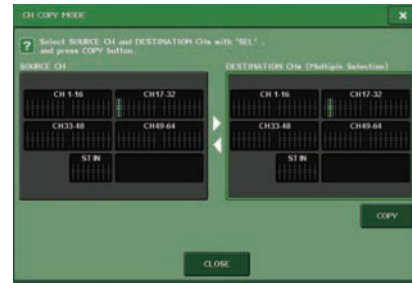 CH COPY MODE
Select SOURCE CH and DESTINATION CHs with "SEL" ,
and press COPY button.
SOURCE CH
DESTINATION CHs (Multiple Selection)
CH 1-16
CH17-32
CH 1-16
CH17-32
CH33-48
CH49-64
CH33-48
CH49-64
ST IN
ST IN
COPY
CLOSE